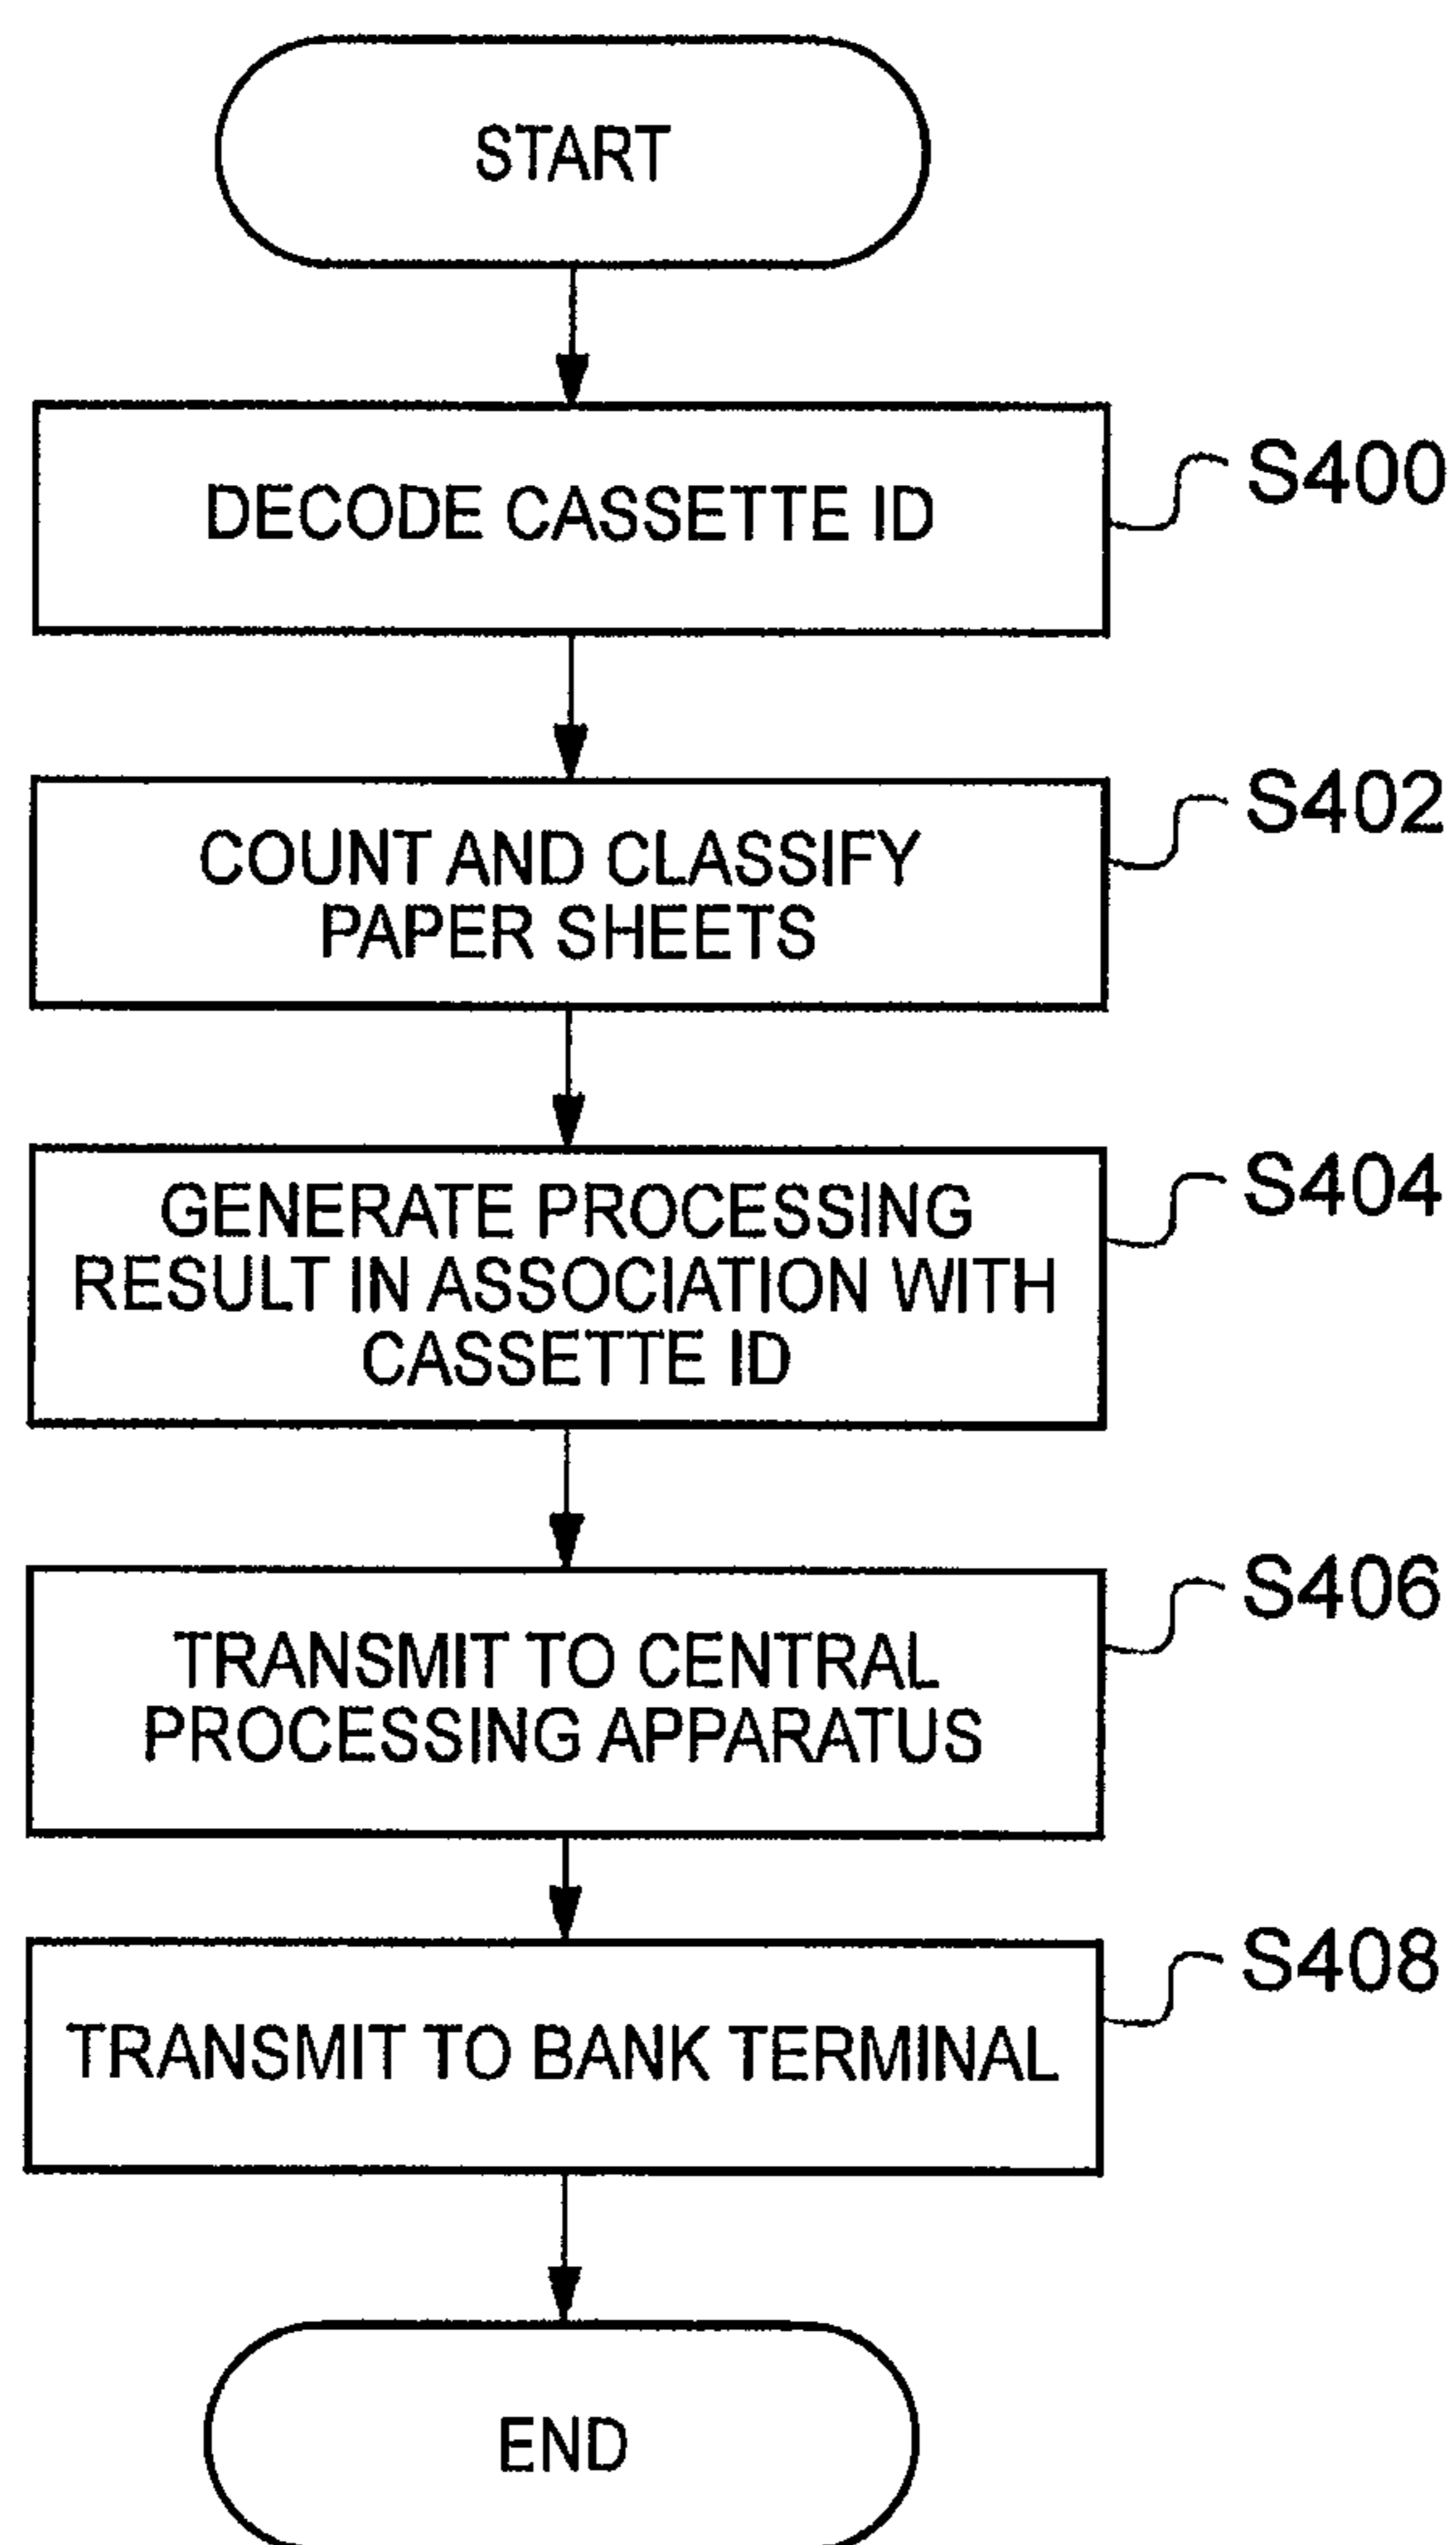 START
DECODE CASSETTE ID
S400
COUNT AND CLASSIFY
PAPER SHEETS
S402
GENERATE PROCESSING
RESULT IN ASSOCIATION WITH
CASSETTE ID
S404
TRANSMIT TO CENTRAL
PROCESSING APPARATUS
S406
TRANSMIT TO BANK TERMINAL
S408
END